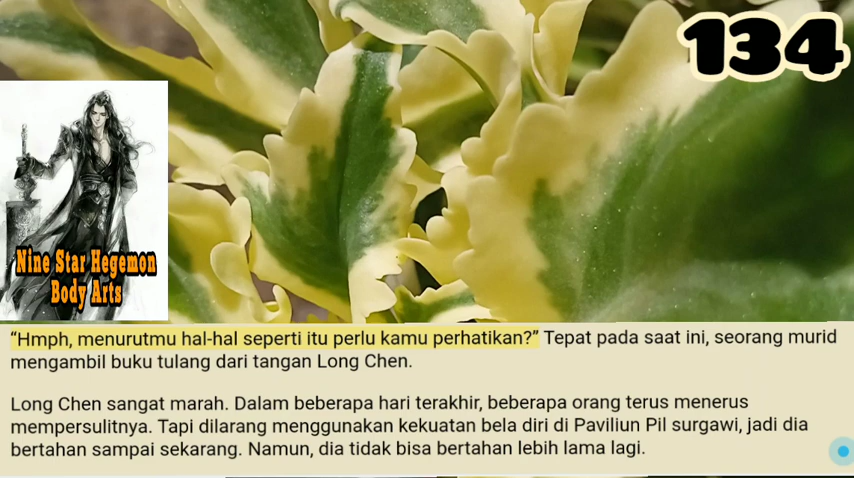 134
Nine Star Hegemon
Body Arts
“Hmph, menurutmu hal-hal seperti itu perlu kamu perhatikan?” Tepat pada saat ini, seorang murid
mengambil buku tulang dari tangan Long Chen.
Long Chen sangat marah. Dalam beberapa hari terakhir, beberapa orang terus menerus
mempersulitnya. Tapi dilarang menggunakan kekuatan bela diri di Paviliun Pil surgawi, jadi dia
bertahan sampai sekarang. Namun, dia tidak bisa bertahan lebih lama lagi.